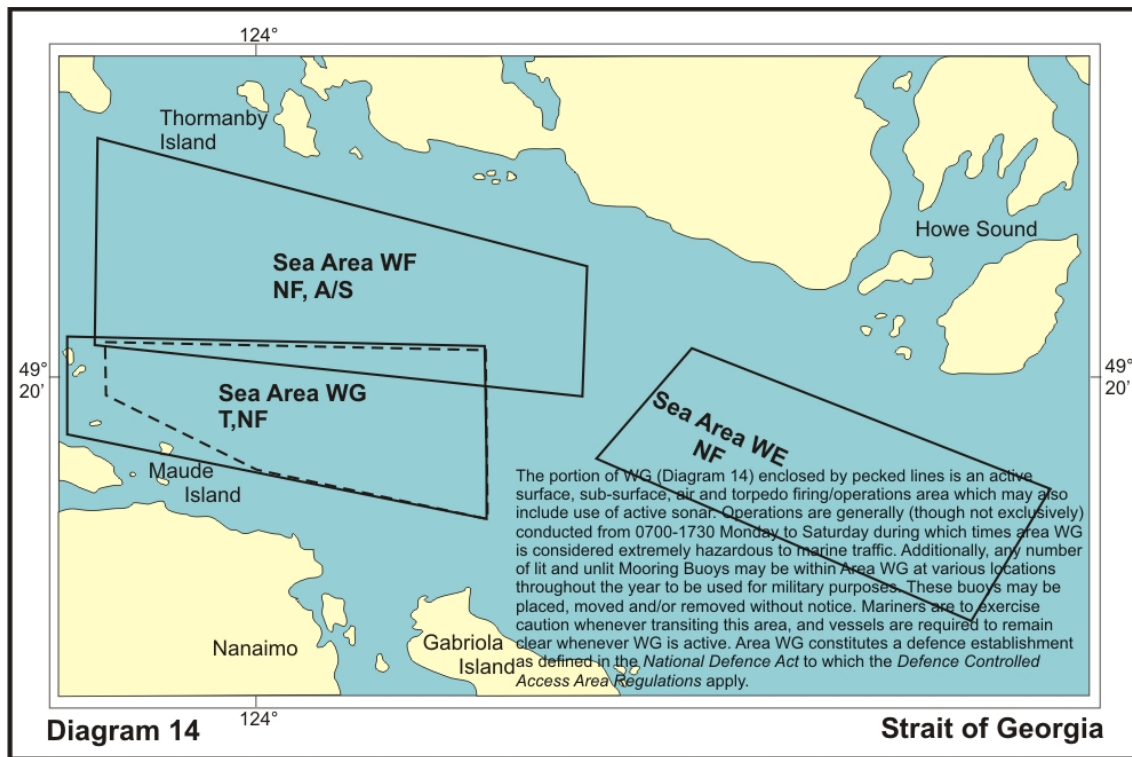 124°
Thormanby
Island
Howe Sound
Sea Area WF
NF, A/S
49°
20'
49°
20'
Sea Area WG
T,NF
Sea Area WE
NF
Maude
Island
The portion of WG (Diagram 14) enclosed by pecked lines is an active
surface, sub-surface, air and torpedo firing/operations area which may also
include use of active sonar. Operations are generally (though not exclusively)
conducted from 0700-1730 Monday to Saturday during which times area WG
is considered extremely hazardous to marine traffic. Additionally, any number
of lit and unlit Mooring Buoys may be within Area WG at various locations
throughout the year to be used for military purposes. These buoys may be
placed, moved and/or removed without notice. Mariners are to exercise
caution whenever transiting this area, and vessels are required to remain
clear whenever WG is active. Area WG constitutes a defence establishment
as defined in the National Defence Act to which the Defence Controlled
Access Area Regulations apply.
Nanaimo
Gabriola
Island
124°
Diagram 14
Strait of Georgia